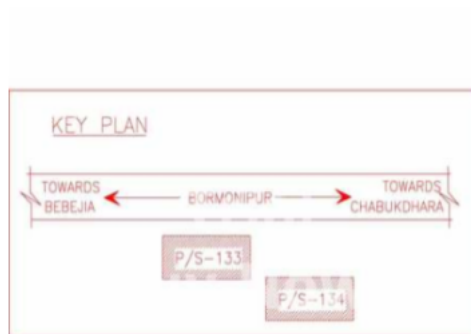 KEY PLAN
TOWARDS BEBEJIA
BORMONIPUR
TOWARDS CHABUKDHARA
P/S-133
P/S-134